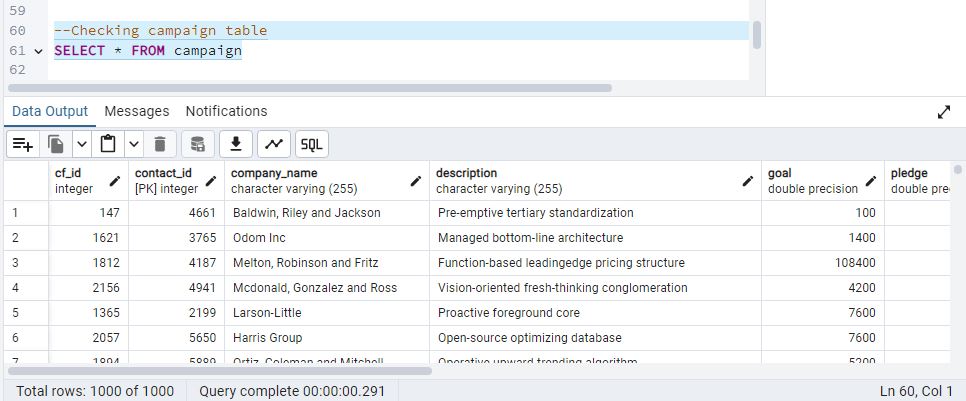 59
60 --Checking campaign table
61 SELECT * FROM campaign
62
Data Output Messages Notifications
SQL
cf_id contact_id company_name description goal pledge
integer [PK] integer character varying (255) character varying (255) double precision double pre
1 147 4661 Baldwin, Riley and Jackson Pre-emptive tertiary standardization 100
2 1621 3765 Odom Inc Managed bottom-line architecture 1400
3 1812 4187 Melton, Robinson and Fritz Function-based leadingedge pricing structure 108400
4 2156 4941 Mcdonald, Gonzalez and Ross Vision-oriented fresh-thinking conglomeration 4200
5 1365 2199 Larson-Little Proactive foreground core 7600
6 2057 5650 Harris Group Open-source optimizing database 7600
7 1894 5889 Ortiz, Coleman and Mitchell Operative upward trending algorithm 5200
Total rows: 1000 of 1000 Query complete 00:00:00.291 Ln 60, Col 1